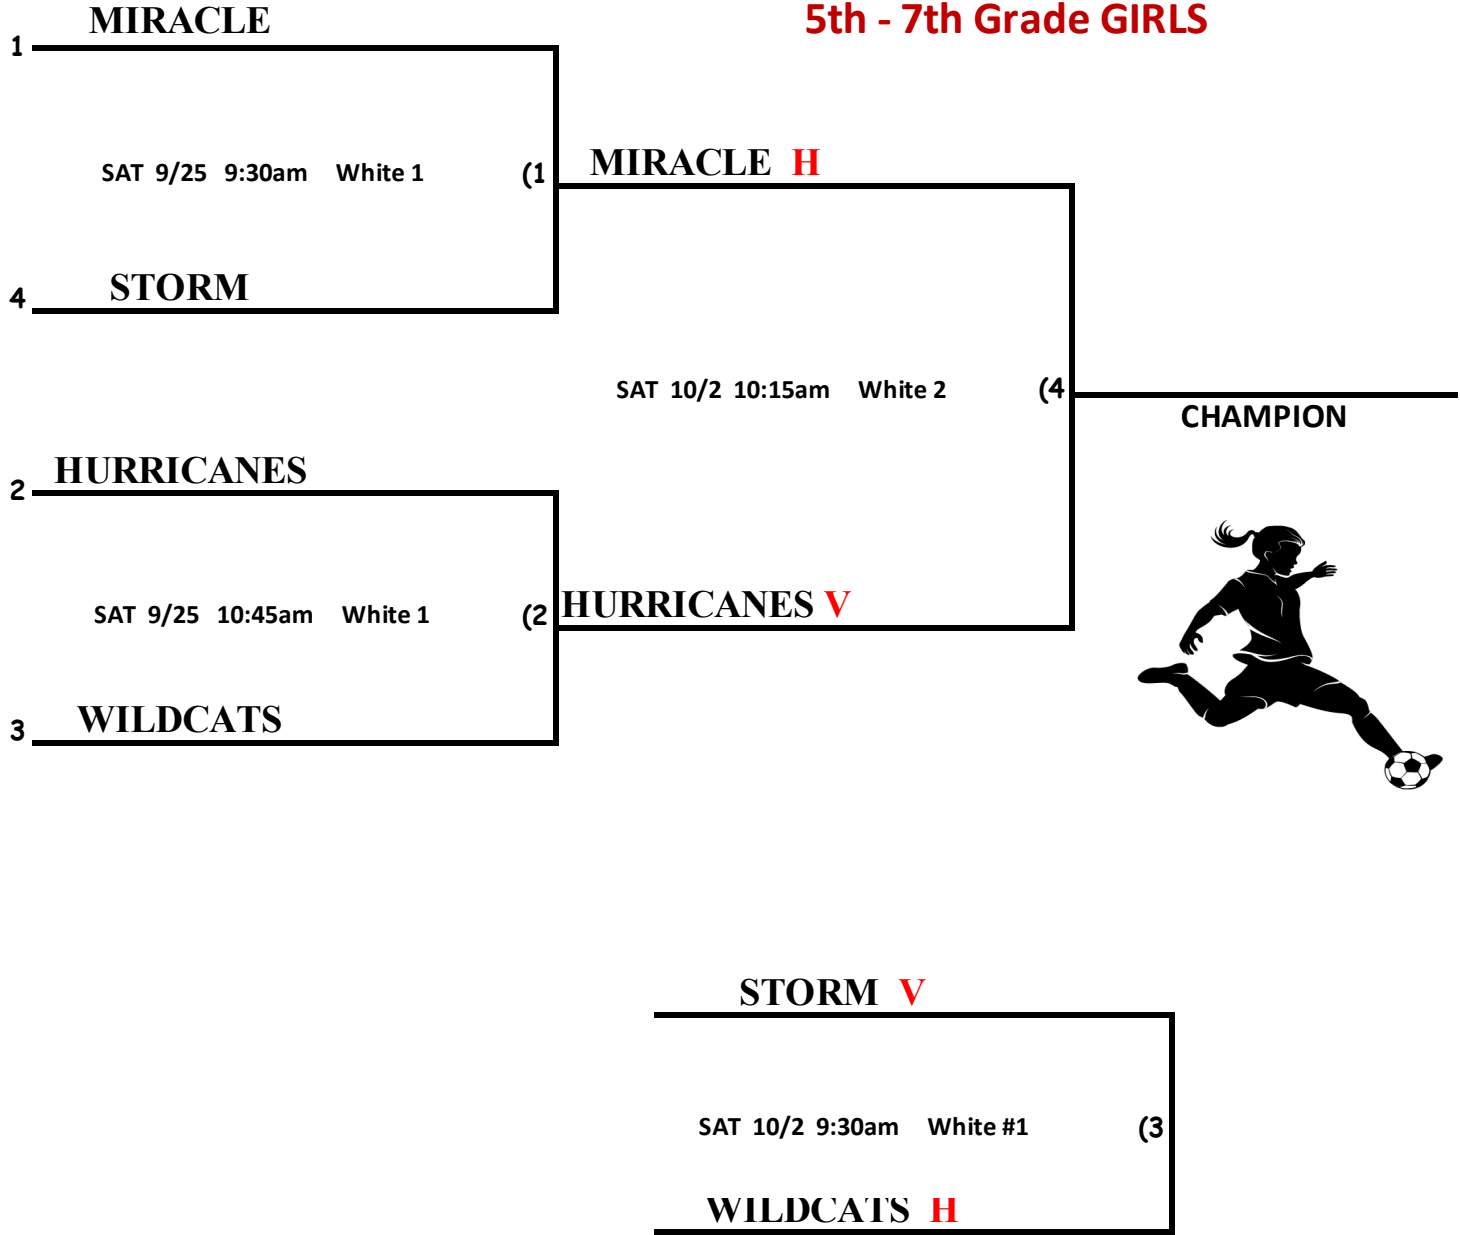 MIRACLE
5th - 7th Grade GIRLS
1
SAT 9/25 9:30am White 1 (1
MIRACLE H
STORM
4
SAT 10/2 10:15am White 2 (4
CHAMPION
HURRICANES
2
SAT 9/25 10:45am White 1 (2
HURRICANES V
WILDCATS
3
STORM V
SAT 10/2 9:30am White #1 (3
WILDCATS H